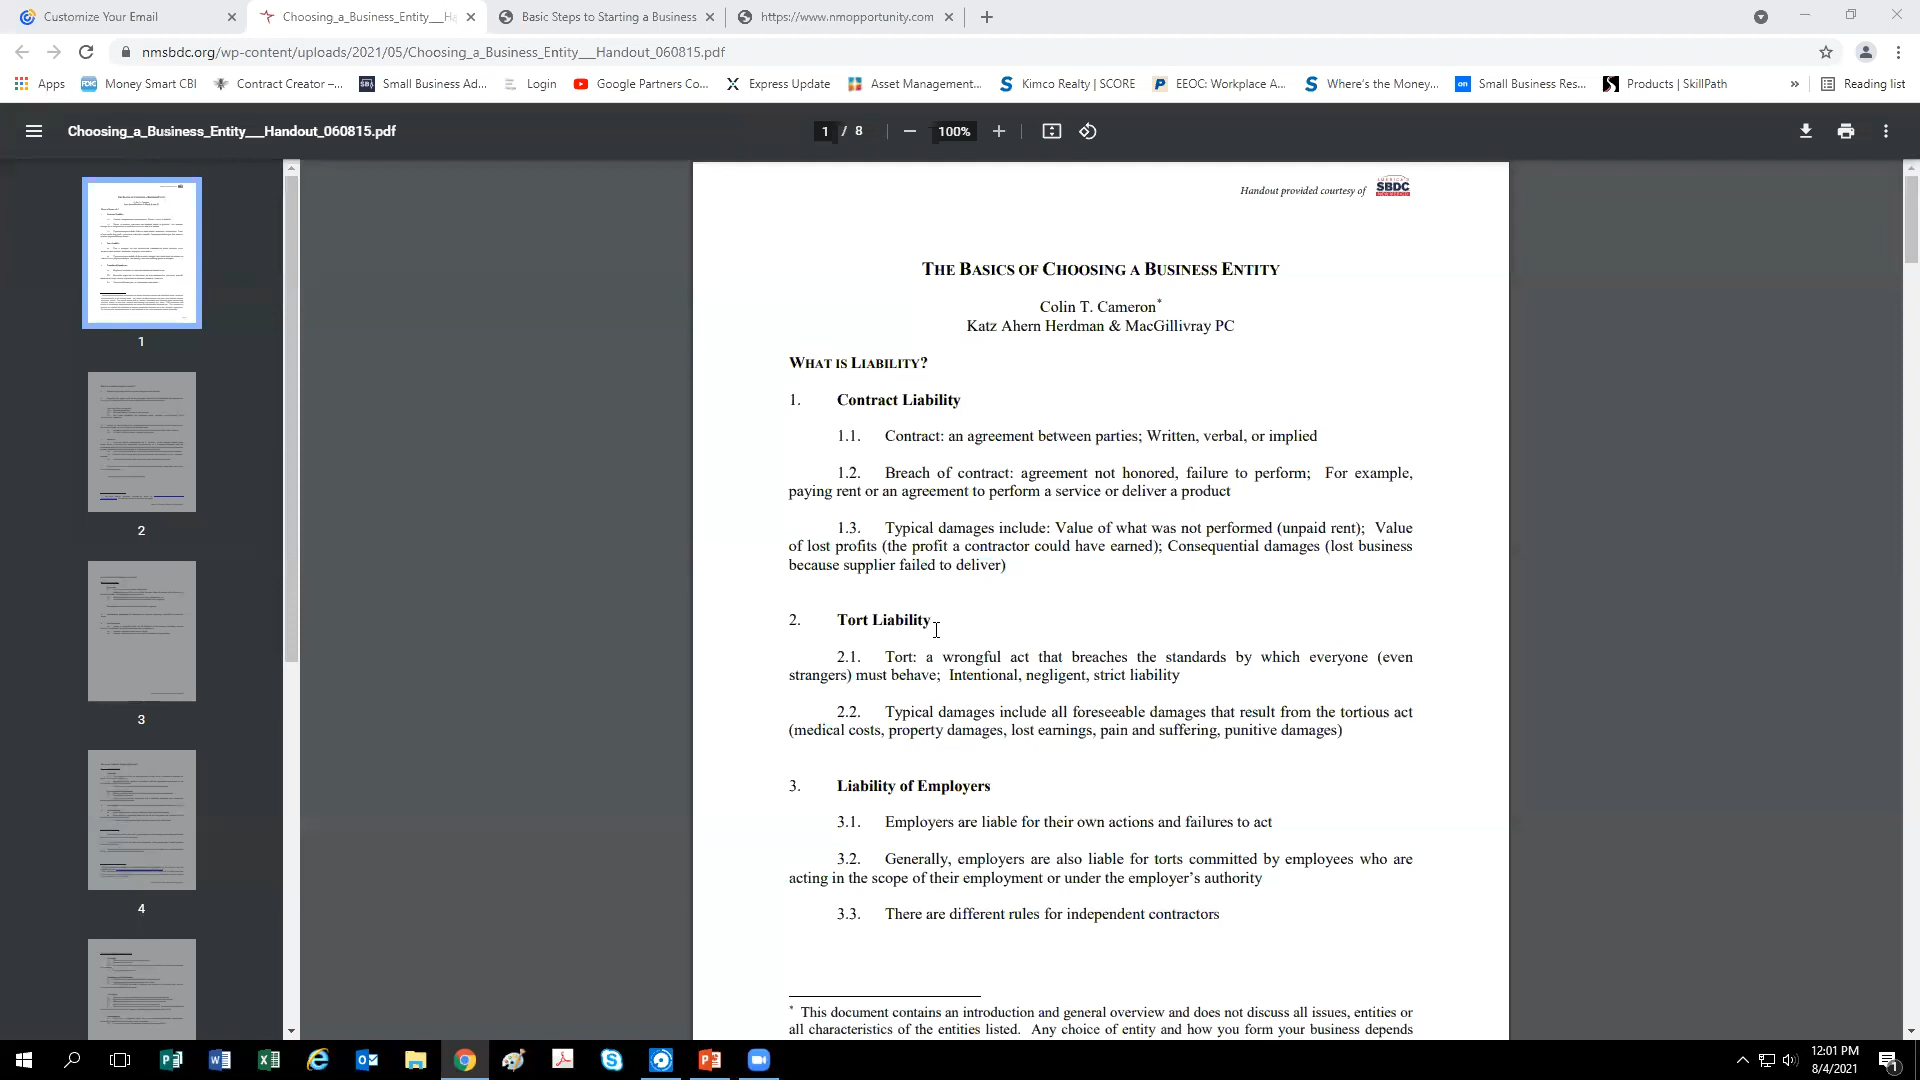 Customize Your Email
Choosing_a_Business_Entity___Ha
Basic Steps to Starting a Business
https://www.nmopportunity.com
nmsbdc.org/wp-content/uploads/2021/05/Choosing_a_Business_Entity___Handout_060815.pdf
Apps
Money Smart CBI
Contract Creator –...
Small Business Ad...
Login
Google Partners Co...
Express Update
Asset Management...
Kimco Realty | SCORE
EEOC: Workplace A...
Where's the Money...
Small Business Res...
Products | SkillPath
»
Reading list
Choosing_a_Business_Entity___Handout_060815.pdf
1 / 8
100%
1
2
3
4
Handout provided courtesy of
AMERICA'S
SBDC
NEW MEXICO
THE BASICS OF CHOOSING A BUSINESS ENTITY
Colin T. Cameron*
Katz Ahern Herdman & MacGillivray PC
WHAT IS LIABILITY?
1. Contract Liability
1.1. Contract: an agreement between parties; Written, verbal, or implied
1.2. Breach of contract: agreement not honored, failure to perform; For example,
paying rent or an agreement to perform a service or deliver a product
1.3. Typical damages include: Value of what was not performed (unpaid rent); Value
of lost profits (the profit a contractor could have earned); Consequential damages (lost business
because supplier failed to deliver)
2. Tort Liability
2.1. Tort: a wrongful act that breaches the standards by which everyone (even
strangers) must behave; Intentional, negligent, strict liability
2.2. Typical damages include all foreseeable damages that result from the tortious act
(medical costs, property damages, lost earnings, pain and suffering, punitive damages)
3. Liability of Employers
3.1. Employers are liable for their own actions and failures to act
3.2. Generally, employers are also liable for torts committed by employees who are
acting in the scope of their employment or under the employer's authority
3.3. There are different rules for independent contractors
* This document contains an introduction and general overview and does not discuss all issues, entities or
all characteristics of the entities listed. Any choice of entity and how you form your business depends
12:01 PM
8/4/2021